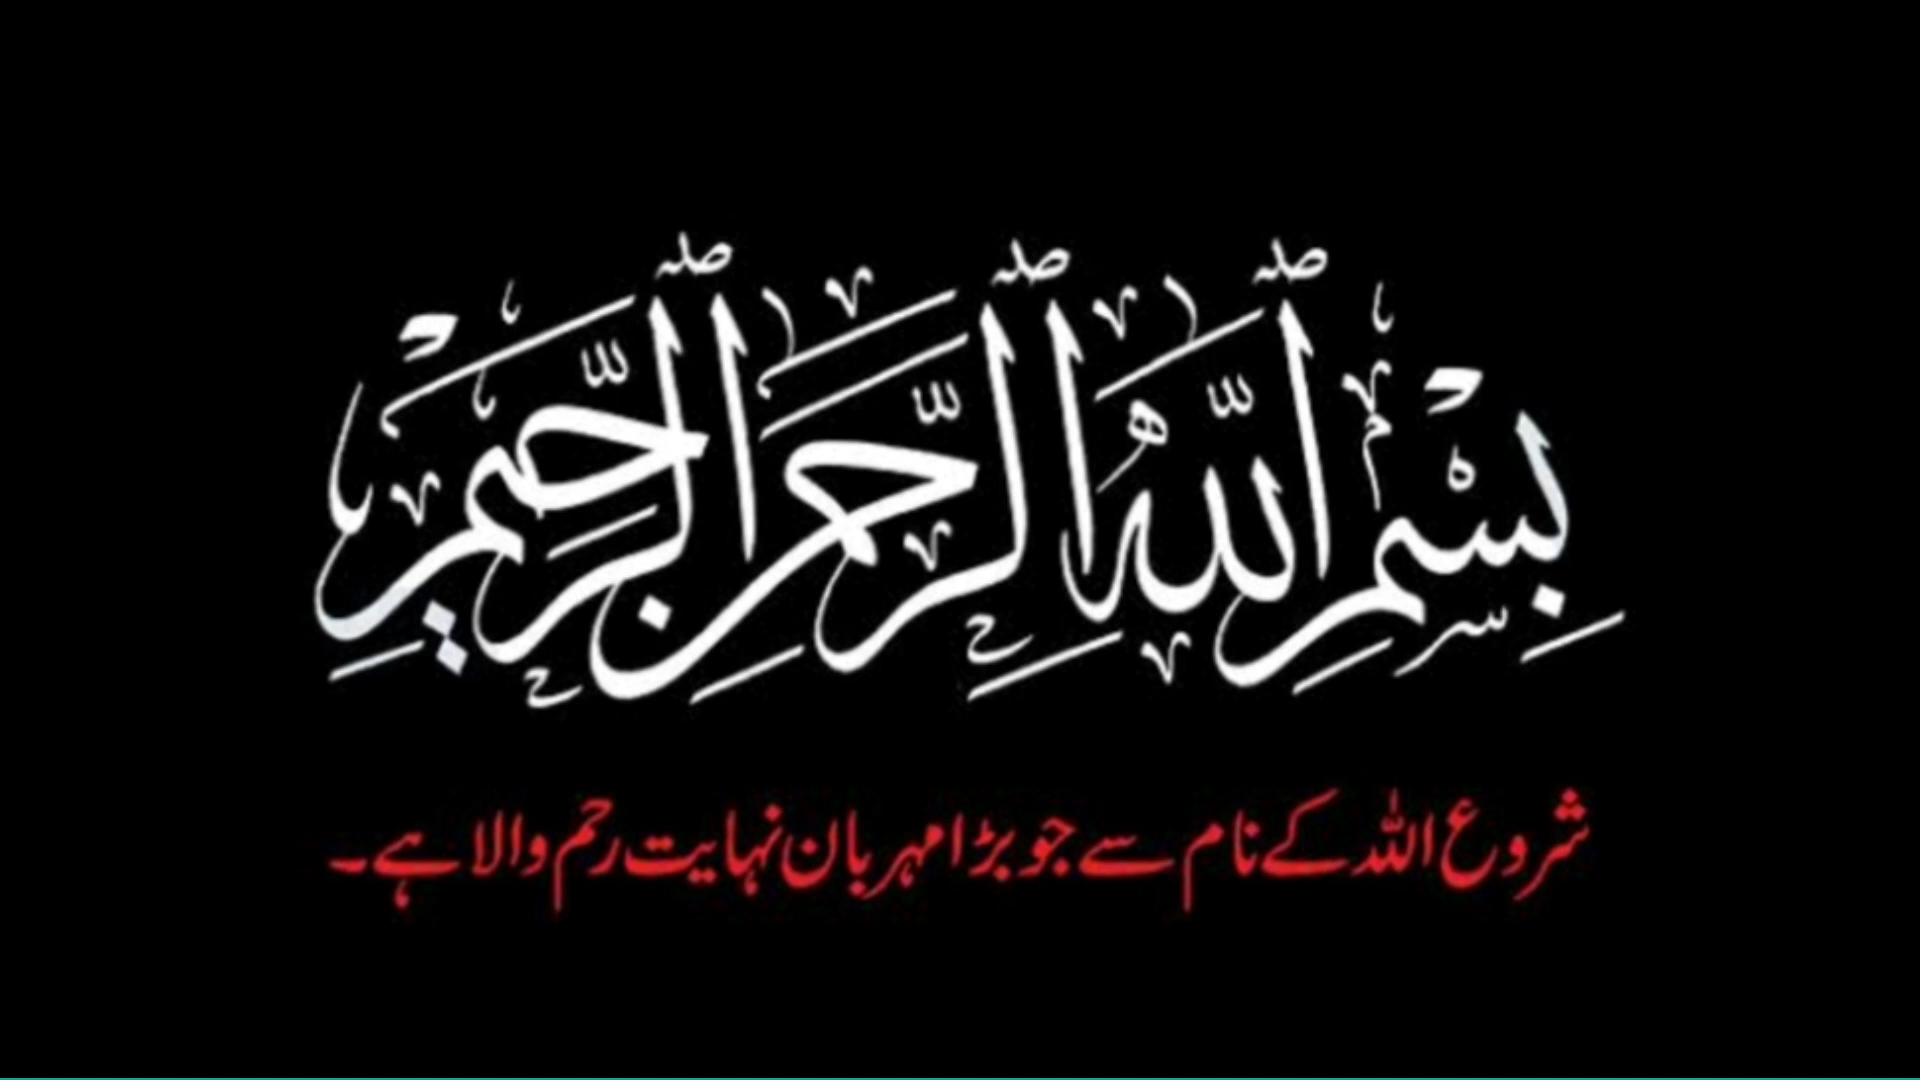 بِسْمِ اللّٰهِ الرَّحْمٰنِ الرَّحِيْمِ
شروع اللہ کے نام سے جو بڑا مہربان نہایت رحم والا ہے۔